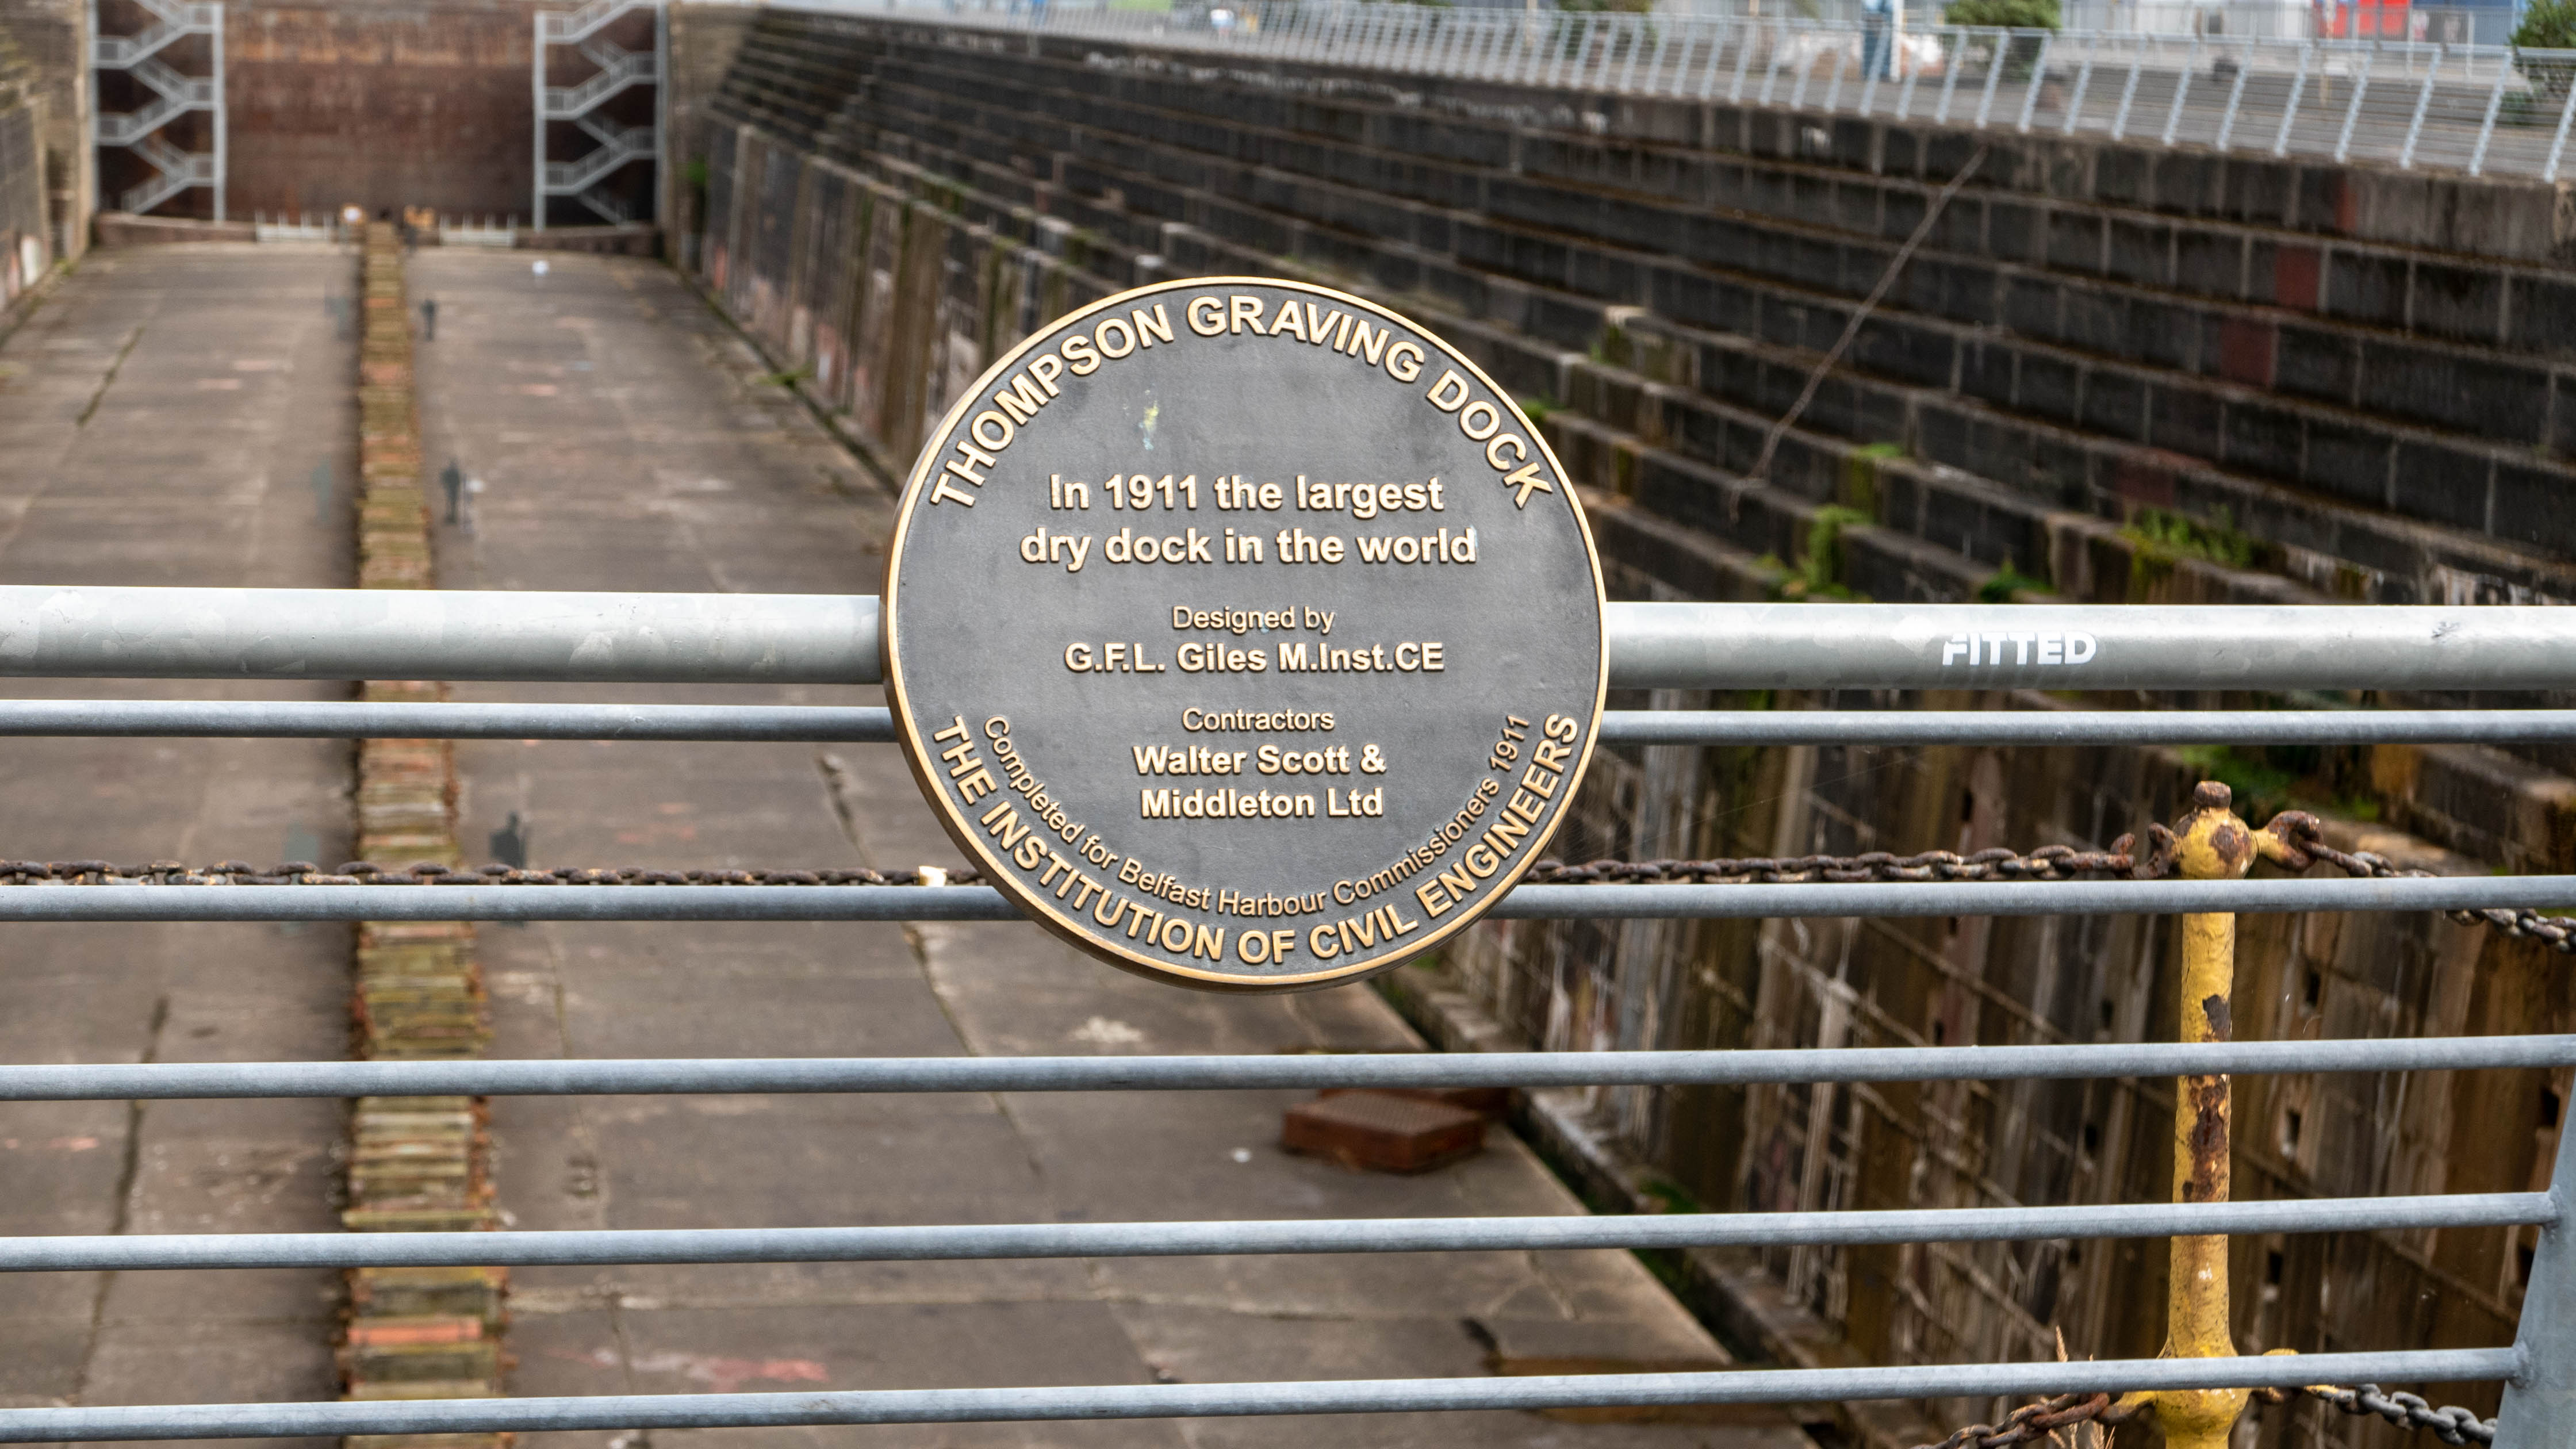 THOMPSON GRAVING DOCK
In 1911 the largest
dry dock in the world
Designed by
G.F.L. Giles M.Inst.CE
Contractors
Walter Scott &
Middleton Ltd
Completed for Belfast Harbour Commissioners 1911
THE INSTITUTION OF CIVIL ENGINEERS
FITTED